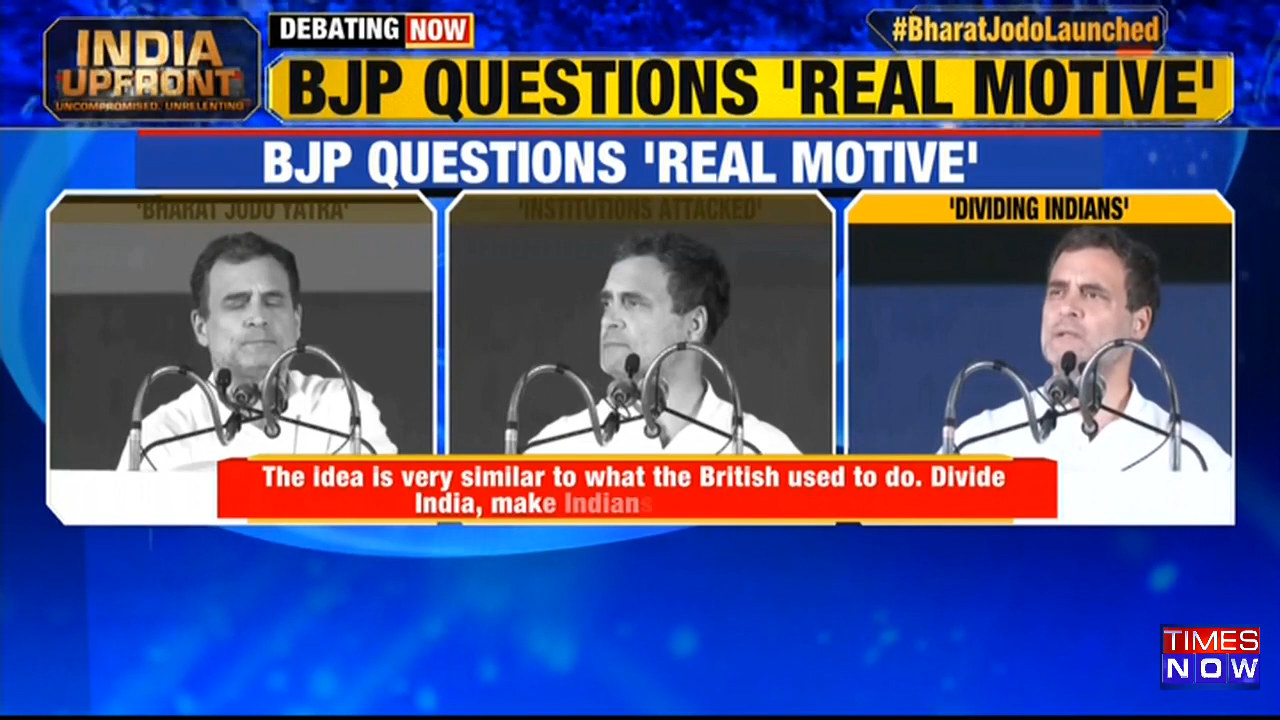 INDIA
UPFRONT
UNCOMPROMISED. UNRELENTING
DEBATING NOW
#BharatJodoLaunched
BJP QUESTIONS 'REAL MOTIVE'
BJP QUESTIONS 'REAL MOTIVE'
'BHARAT JODO YATRA'
'INSTITUTIONS ATTACKED'
'DIVIDING INDIANS'
The idea is very similar to what the British used to do. Divide
India, make Indians
TIMES
NOW